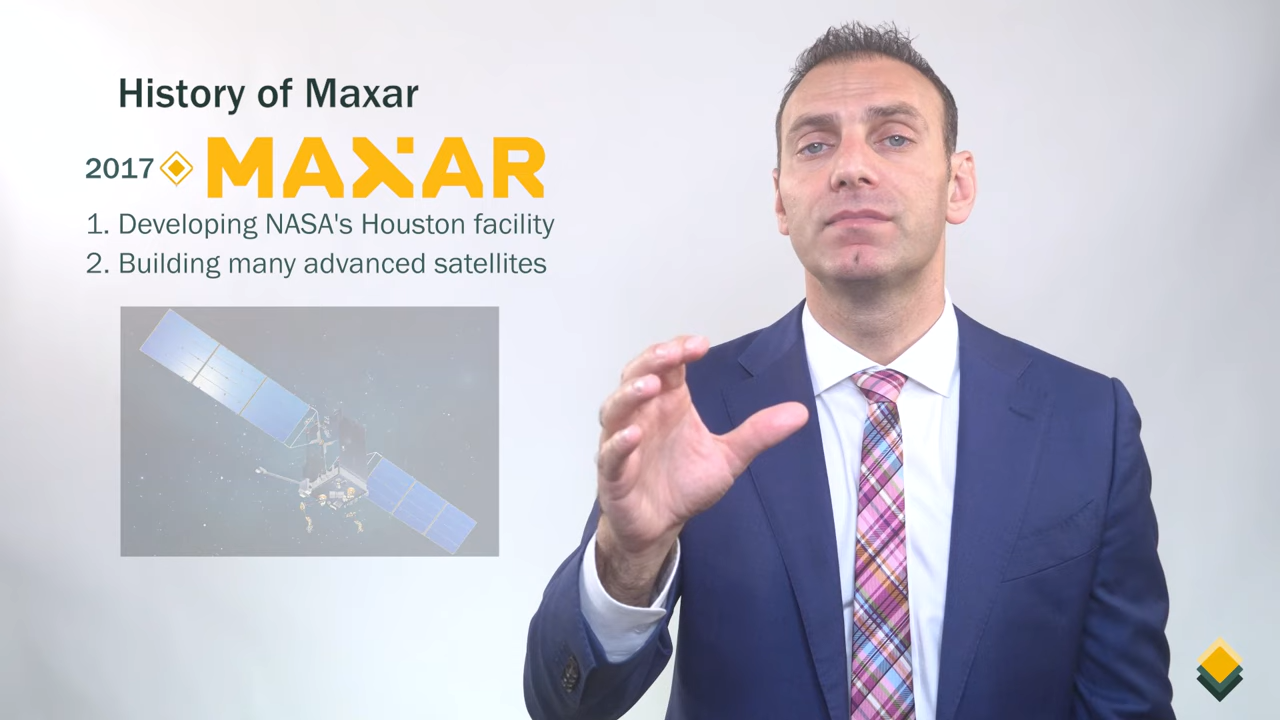 History of Maxar
2017 MAXAR
1. Developing NASA's Houston facility
2. Building many advanced satellites